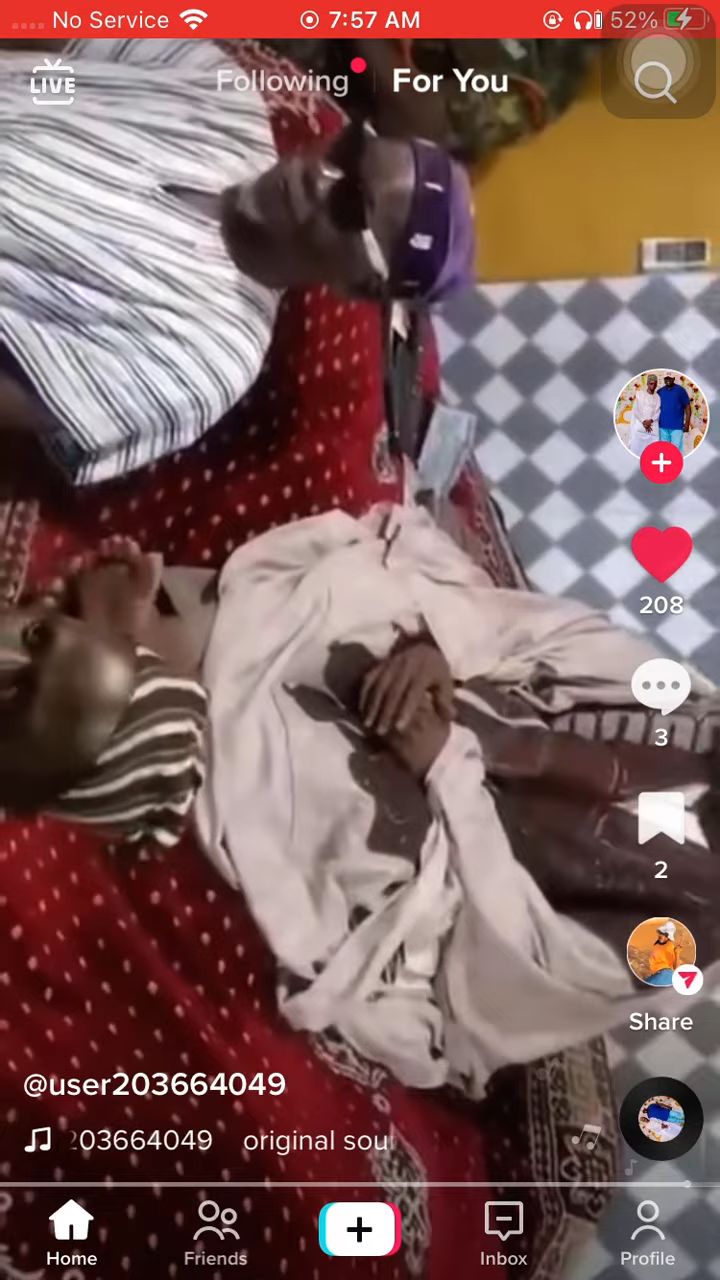 No Service 7:57 AM 52%
LIVE Following For You
208
3
2
Share
@user203664049
203664049 original sou
Home Friends Inbox Profile